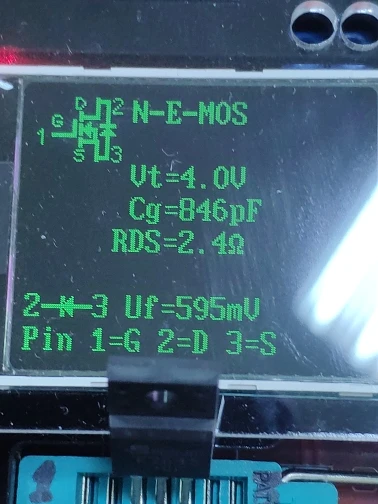 D 2 N-E-MOS
G
1
S 3
Vt=4.0V
Cg=846pF
RDS=2.4Ω
2 3 Uf=595mV
Pin 1=G 2=D 3=S